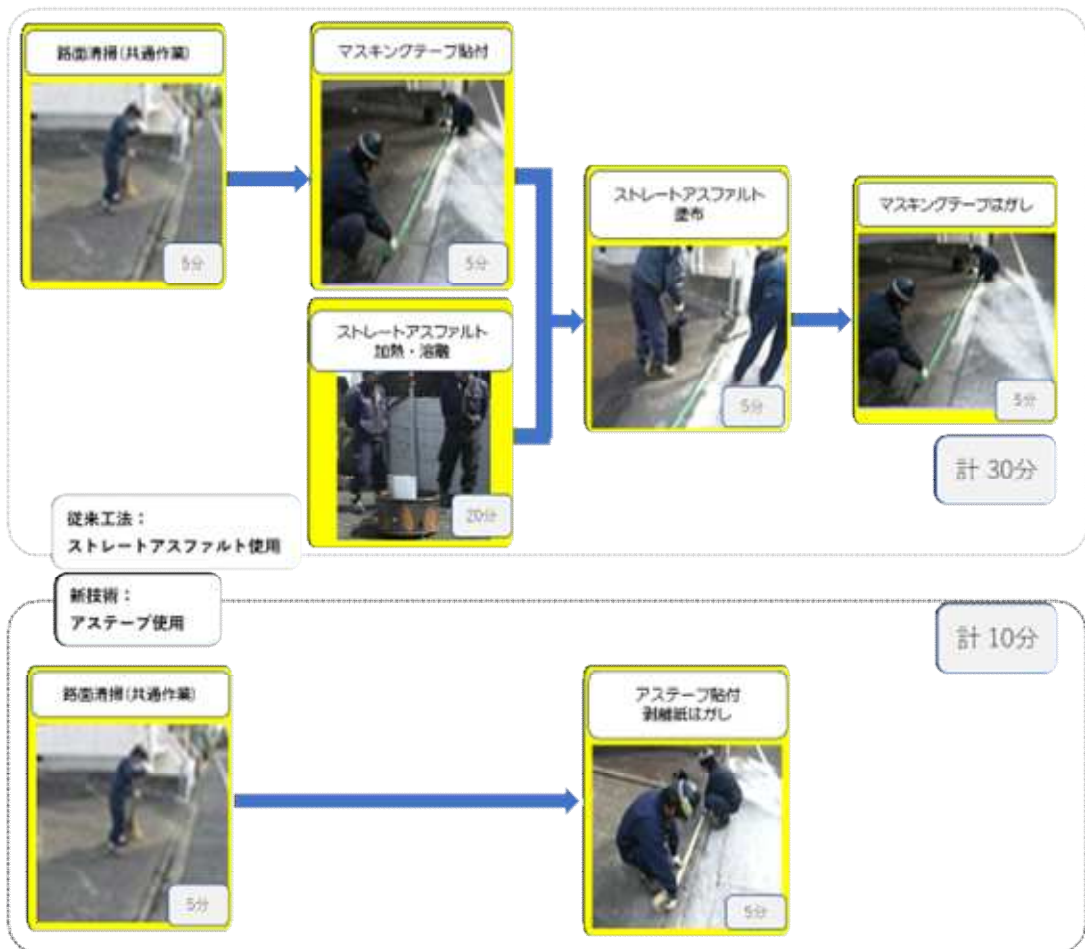 路面清掃(共通作業)
5分
マスキングテープ貼付
5分
ストレートアスファルト
加熱・溶融
20分
ストレートアスファルト
塗布
5分
マスキングテープはがし
5分
計 30分
従来工法：
ストレートアスファルト使用
新技術：
アステープ使用
計 10分
路面清掃(共通作業)
5分
アステープ貼付
剥離紙はがし
5分